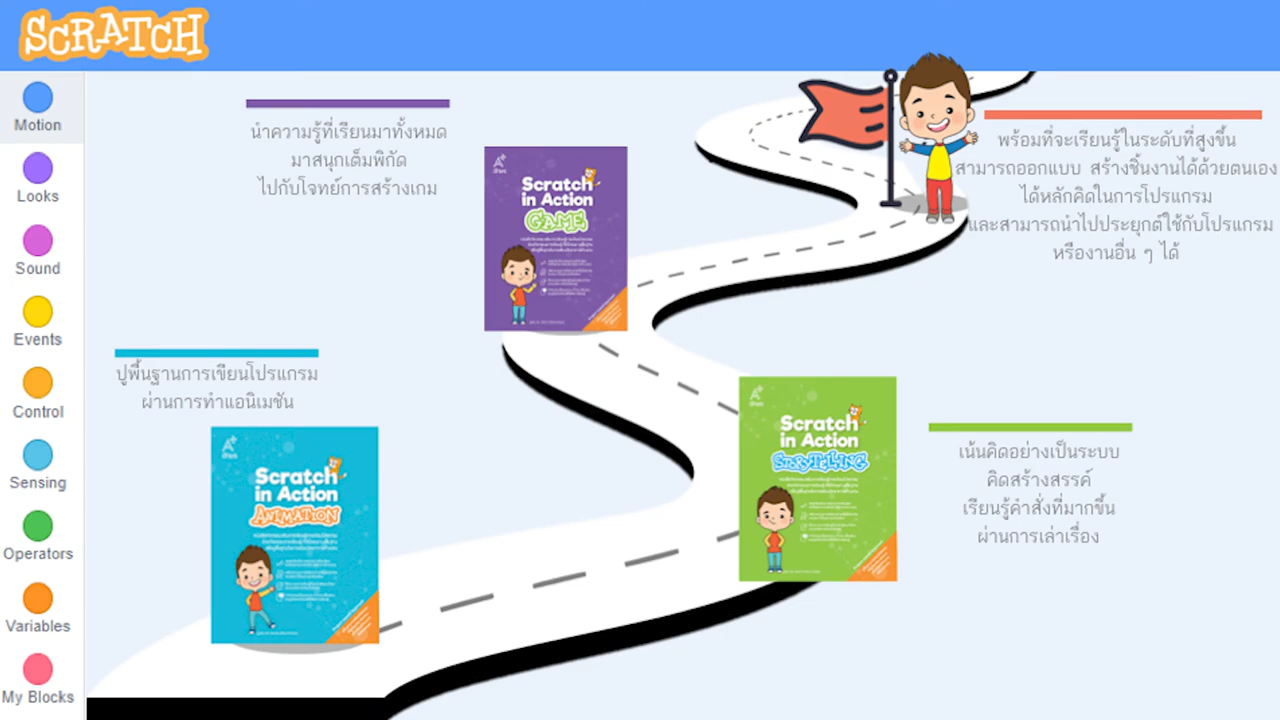 SCRATCH
Motion
Looks
Sound
Events
Control
Sensing
Operators
Variables
My Blocks
นำความรู้ที่เรียนมาทั้งหมด
มาสนุกเต็มพิกัด
ไปกับโจทย์การสร้างเกม
Scratch
in Action
GAME
พร้อมที่จะเรียนรู้ในระดับที่สูงขึ้น
สามารถออกแบบ สร้างชิ้นงานได้ด้วยตนเอง
ได้หลักคิดในการโปรแกรม
และสามารถนำไปประยุกต์ใช้กับโปรแกรม
หรืองานอื่น ๆ ได้
ปูพื้นฐานการเขียนโปรแกรม
ผ่านการทำแอนิเมชัน
Scratch
in Action
ANIMATION
Scratch
in Action
STORYTELLING
เน้นคิดอย่างเป็นระบบ
คิดสร้างสรรค์
เรียนรู้คำสั่งที่มากขึ้น
ผ่านการเล่าเรื่อง